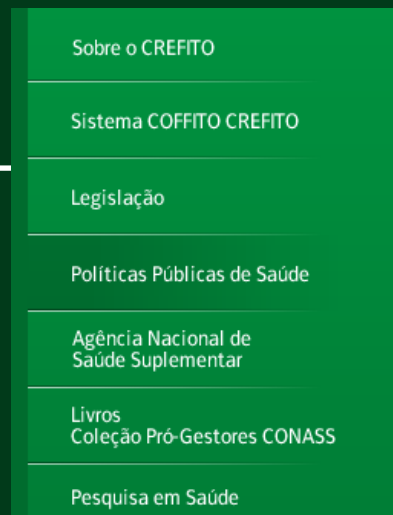 Sobre o CREFITO
Sistema COFFITO CREFITO
Legislação
Políticas Públicas de Saúde
Agência Nacional de
Saúde Suplementar
Livros
Coleção Pró-Gestores CONASS
Pesquisa em Saúde